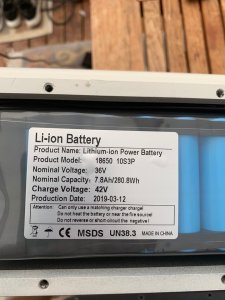 Li-ion Battery
Product Name: Lithium-ion Power Battery
Product Model: 18650 10S3P
Nominal Voltage: 36V
Nominal Capacity: 7.8Ah/280.8Wh
Charge Voltage: 42V
Production Date: 2019-03-12
Attention: Can only use a matching charger charge!
Do not heat the battery or near the fire source!
Do not reverse or short-circuit the negative!
CE MSDS UN38.3 MADE IN CHINA